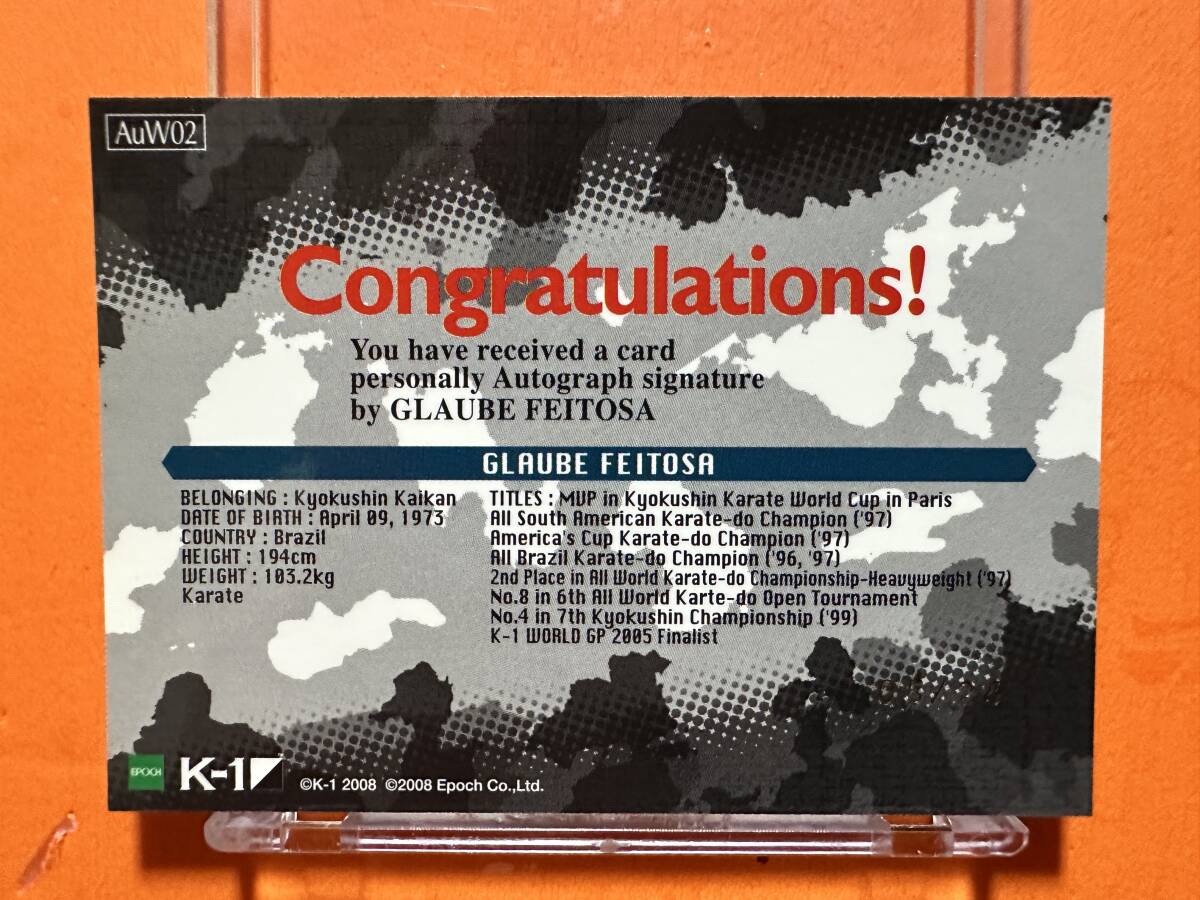 AuW02
Congratulations!
You have received a card
personally Autograph signature
by GLAUBE FEITOSA
GLAUBE FEITOSA
BELONGING : Kyokushin Kaikan
DATE OF BIRTH : April 09, 1973
COUNTRY : Brazil
HEIGHT : 194cm
WEIGHT : 103.2kg
Karate
TITLES : MVP in Kyokushin Karate World Cup in Paris
All South American Karate-do Champion ('97)
America's Cup Karate-do Champion ('97)
All Brazil Karate-do Champion ('96, '97)
2nd Place in All World Karate-do Championship-Heavyweight ('97)
No.8 in 6th All World Karte-do Open Tournament
No.4 in 7th Kyokushin Championship ('99)
K-1 WORLD GP 2005 Finalist
EPOCH
K-1
©K-1 2008 ©2008 Epoch Co.,Ltd.